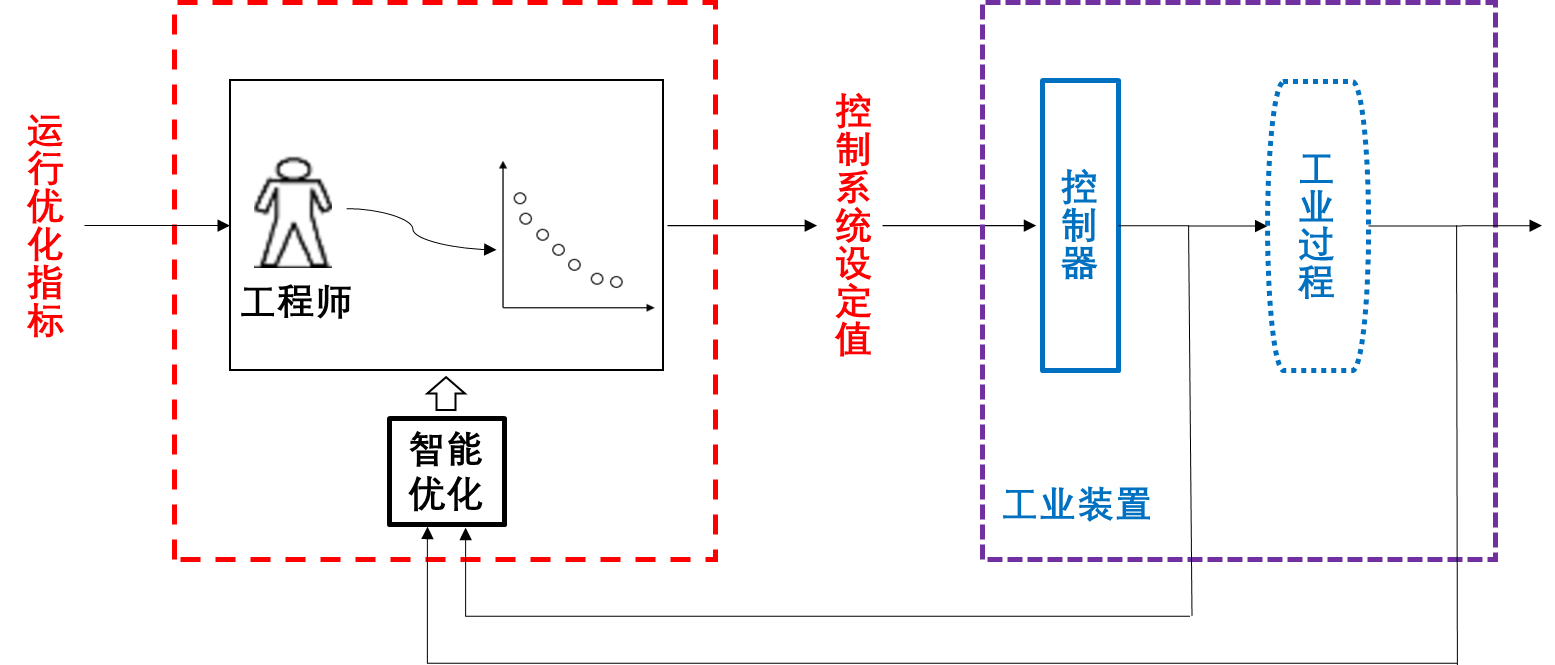 运行优化指标
工程师
智能
优化
控制系统设定值
控制器
工业过程
工业装置